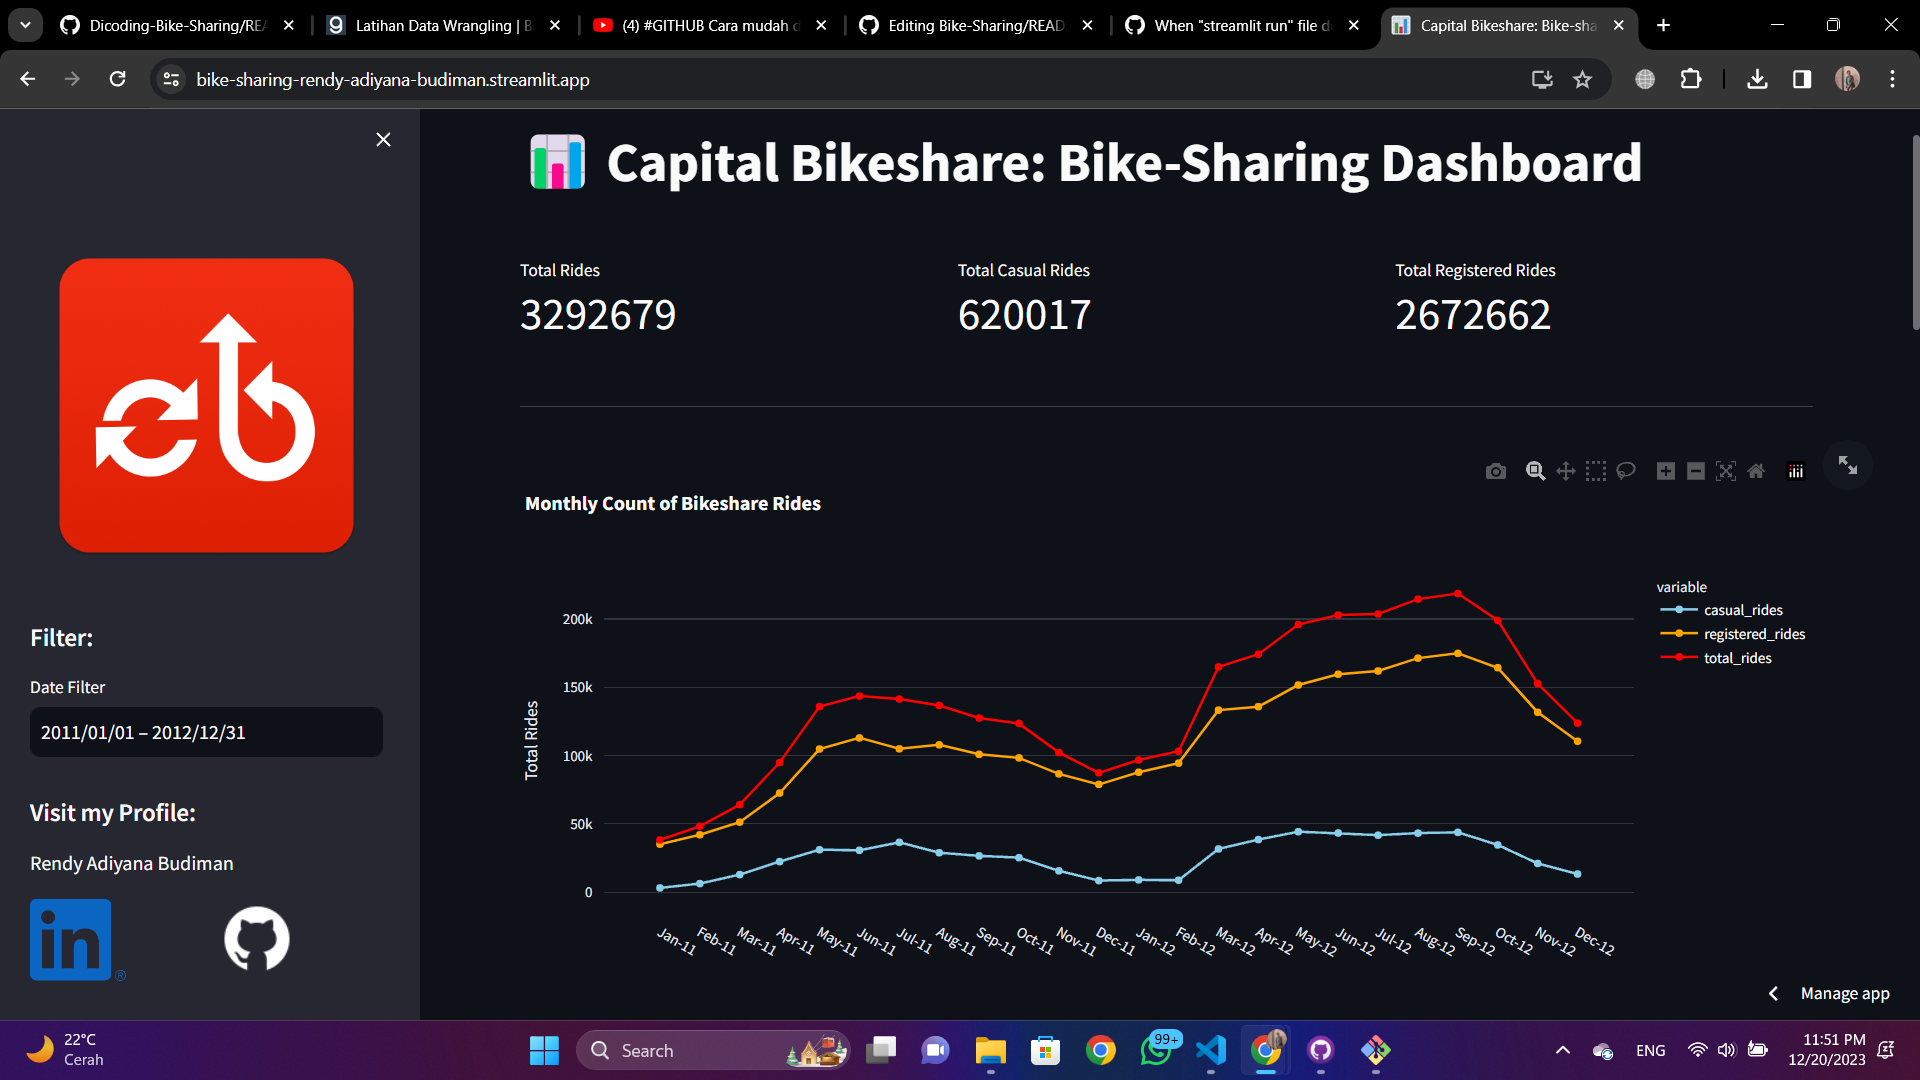 Dicoding-Bike-Sharing/REA
Latihan Data Wrangling | B
(4) #GITHUB Cara mudah d
Editing Bike-Sharing/READ
When "streamlit run" file de
Capital Bikeshare: Bike-sha
bike-sharing-rendy-adiyana-budiman.streamlit.app
Capital Bikeshare: Bike-Sharing Dashboard
Total Rides
3292679
Total Casual Rides
620017
Total Registered Rides
2672662
Filter:
Date Filter
2011/01/01 – 2012/12/31
Visit my Profile:
Rendy Adiyana Budiman
in
®
Monthly Count of Bikeshare Rides
Total Rides
200k
150k
100k
50k
0
Jan-11
Feb-11
Mar-11
Apr-11
May-11
Jun-11
Jul-11
Aug-11
Sep-11
Oct-11
Nov-11
Dec-11
Jan-12
Feb-12
Mar-12
Apr-12
May-12
Jun-12
Jul-12
Aug-12
Sep-12
Oct-12
Nov-12
Dec-12
variable
casual_rides
registered_rides
total_rides
Manage app
22°C
Cerah
Search
99+
ENG
11:51 PM
12/20/2023